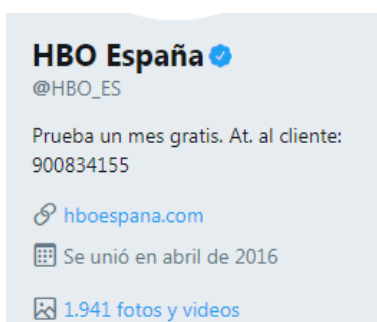 HBO España
@HBO_ES
Prueba un mes gratis. At. al cliente:
900834155
hboespana.com
Se unió en abril de 2016
1.941 fotos y videos